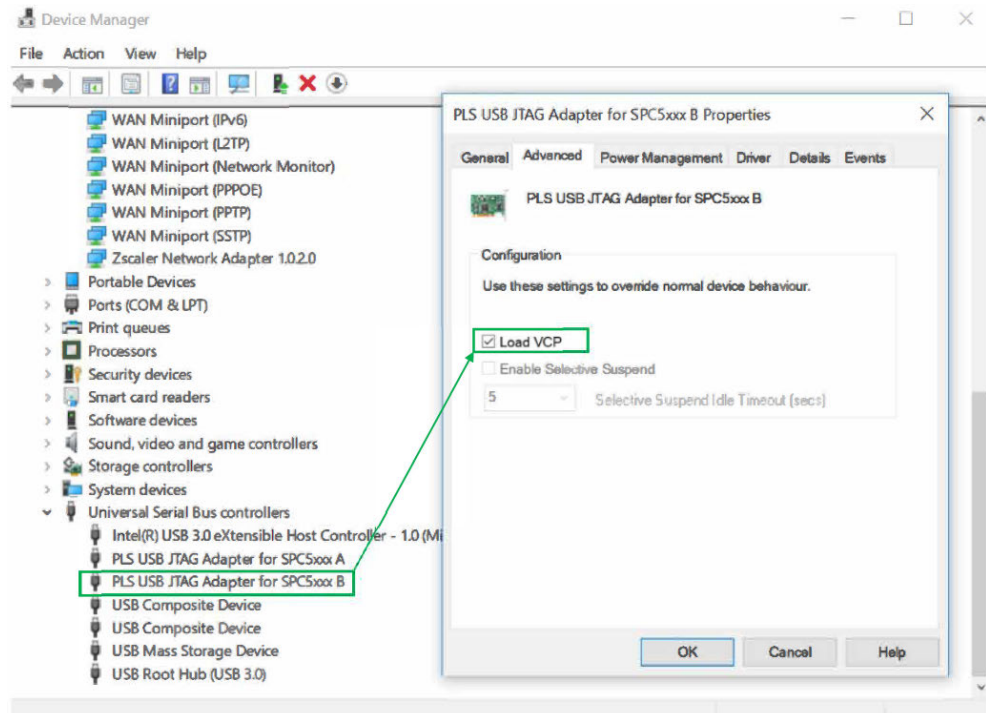 Device Manager
File Action View Help
WAN Miniport (IPv6)
WAN Miniport (L2TP)
WAN Miniport (Network Monitor)
WAN Miniport (PPPOE)
WAN Miniport (PPTP)
WAN Miniport (SSTP)
Zscaler Network Adapter 1.0.2.0
Portable Devices
Ports (COM & LPT)
Print queues
Processors
Security devices
Smart card readers
Software devices
Sound, video and game controllers
Storage controllers
System devices
Universal Serial Bus controllers
Intel(R) USB 3.0 eXtensible Host Controller - 1.0 (Mi
PLS USB JTAG Adapter for SPC5xxx A
PLS USB JTAG Adapter for SPC5xxx B
USB Composite Device
USB Composite Device
USB Mass Storage Device
USB Root Hub (USB 3.0)
PLS USB JTAG Adapter for SPC5xxx B Properties
General Advanced Power Management Driver Details Events
PLS USB JTAG Adapter for SPC5xxx B
Configuration
Use these settings to override normal device behaviour.
Load VCP
Enable Selective Suspend
5 Selective Suspend Idle Timeout (secs)
OK Cancel Help